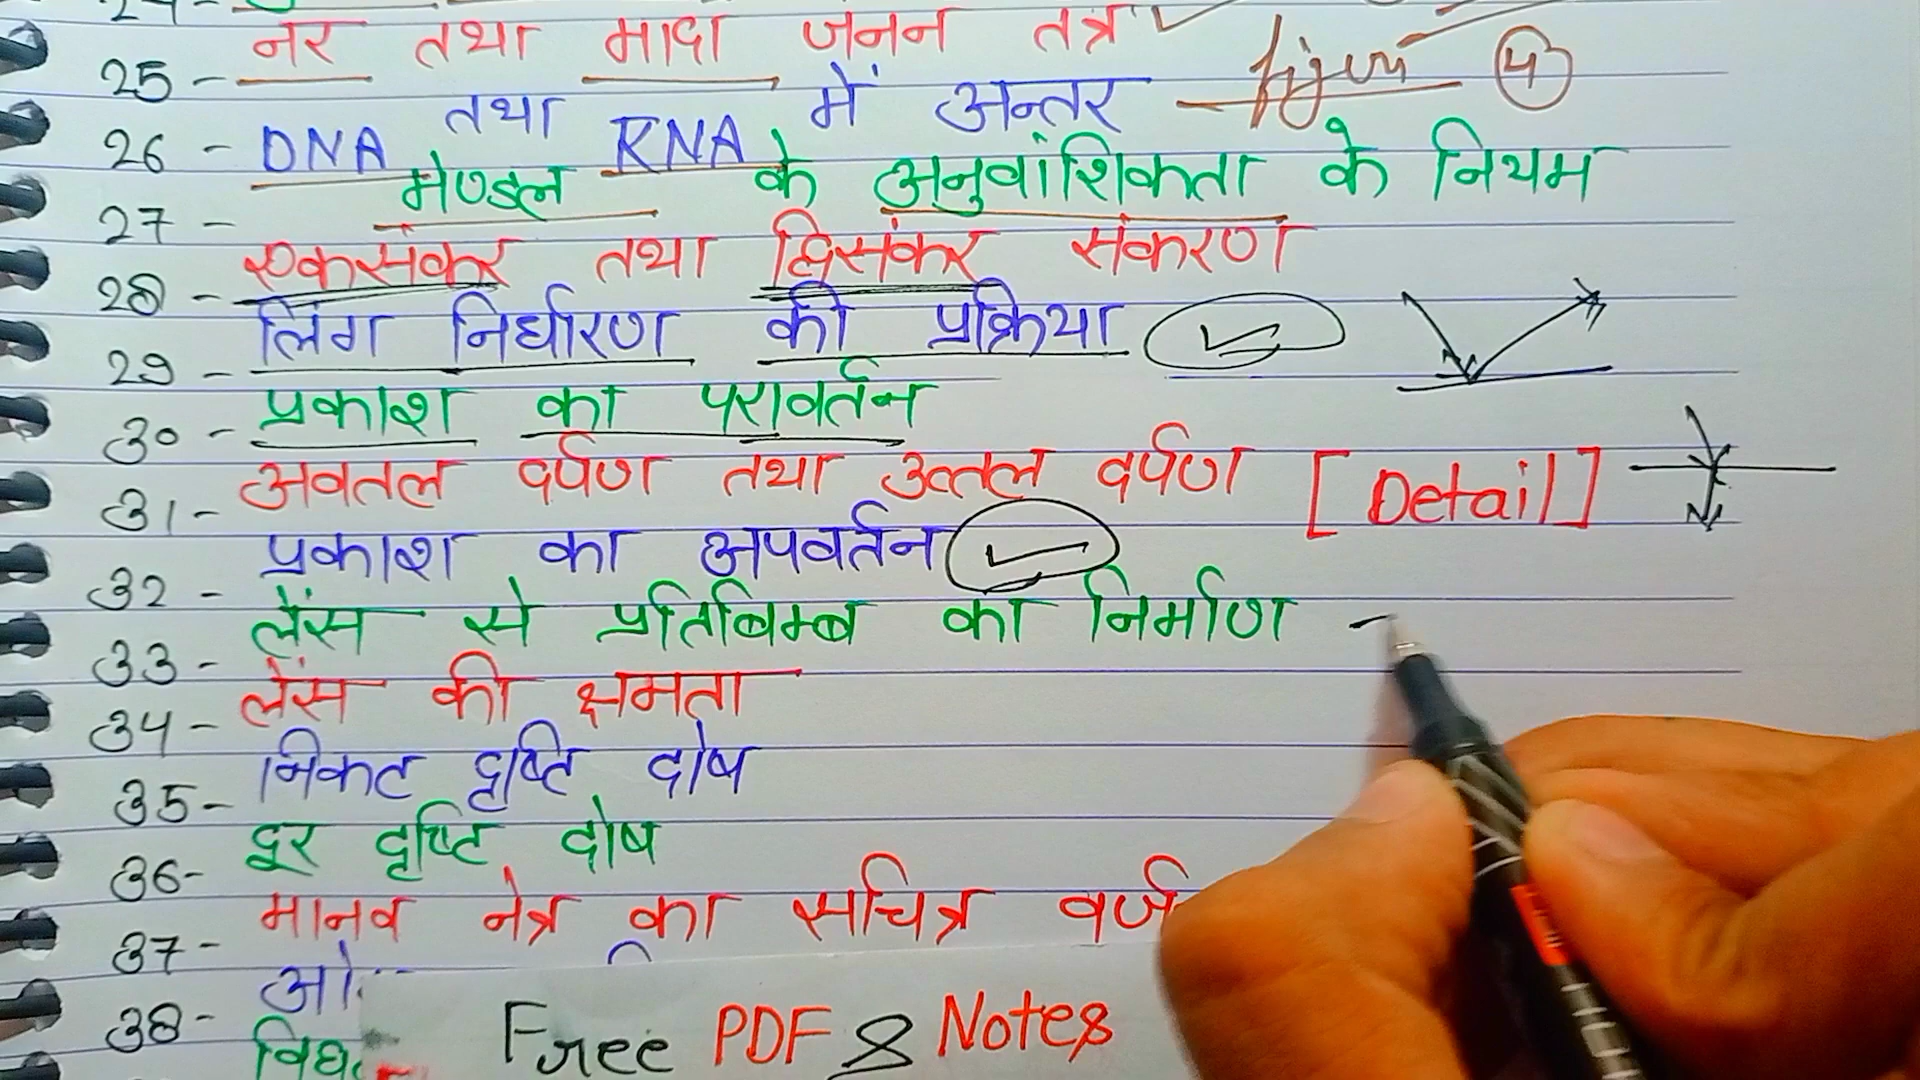 25 - नर तथा मादा जनन तंत्र
26 - DNA तथा RNA में अन्तर - figure ④
27 - मेण्डल के अनुवांशिकता के नियम
28 - एकसंकर तथा द्विसंकर संकरण
29 - लिंग निर्धारण की प्रक्रिया
30 - प्रकाश का परावर्तन
31 - अवतल दर्पण तथा उत्तल दर्पण [Detail]
32 - प्रकाश का अपवर्तन
33 - लेंस से प्रतिबिम्ब का निर्माण -
34 - लेंस की क्षमता
35 - निकट दृष्टि दोष
36 - दूर दृष्टि दोष
37 - मानव नेत्र का सचित्र
38 -
Free PDF & Notes